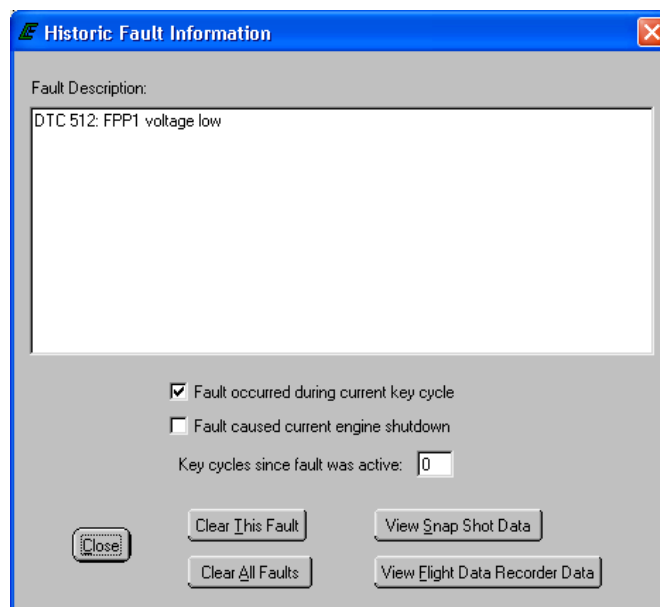 Historic Fault Information
Fault Description:
DTC 512: FPP1 voltage low
Fault occurred during current key cycle
Fault caused current engine shutdown
Key cycles since fault was active: 0
Close
Clear This Fault
View Snap Shot Data
Clear All Faults
View Flight Data Recorder Data